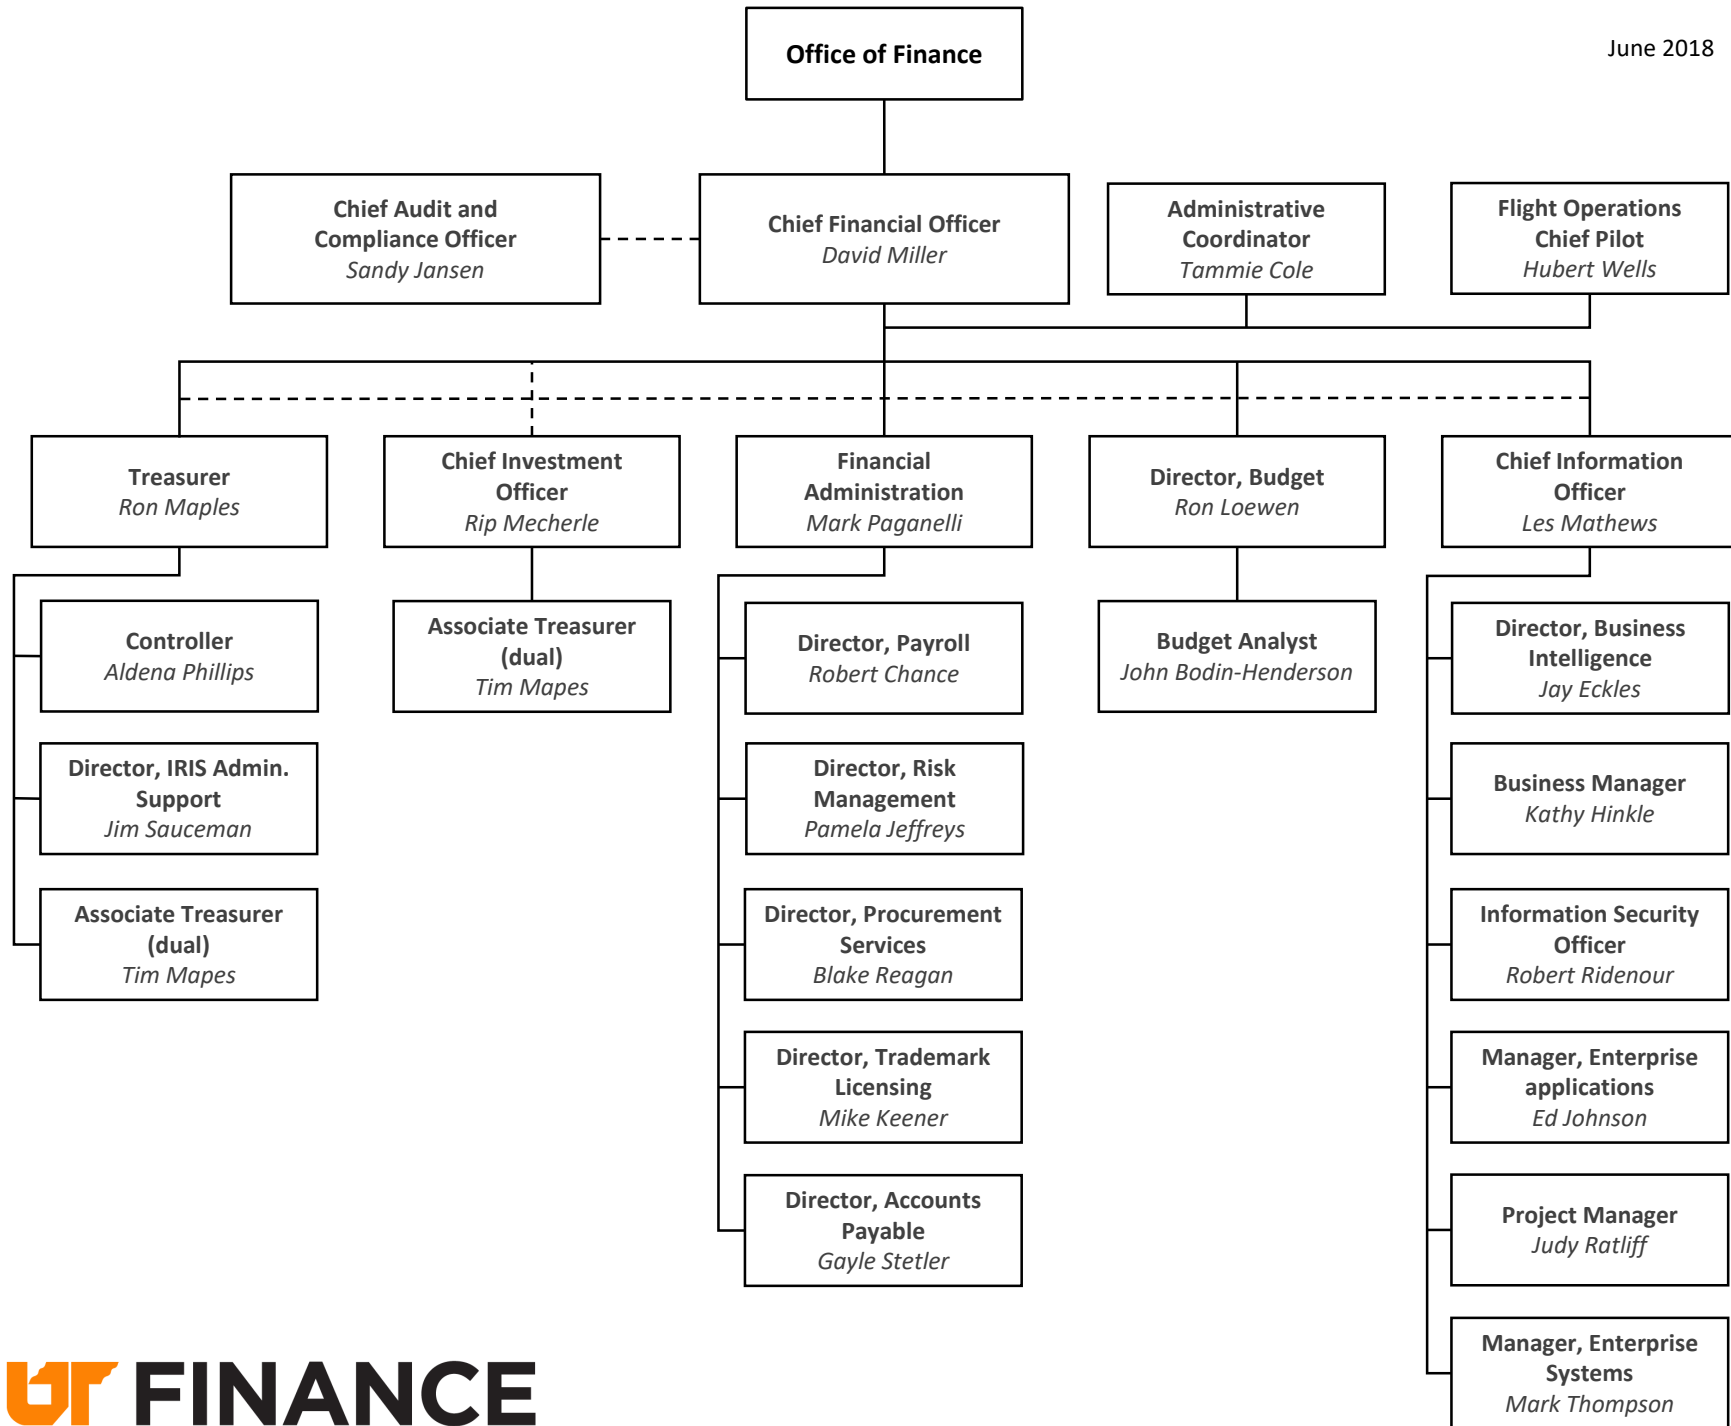 Office of Finance
June 2018
Chief Audit and
Compliance Officer
Sandy Jansen
Chief Financial Officer
David Miller
Administrative
Coordinator
Tammie Cole
Flight Operations
Chief Pilot
Hubert Wells
Treasurer
Ron Maples
Chief Investment
Officer
Rip Mecherle
Financial
Administration
Mark Paganelli
Director, Budget
Ron Loewen
Chief Information
Officer
Les Mathews
Controller
Aldena Phillips
Associate Treasurer
(dual)
Tim Mapes
Director, Payroll
Robert Chance
Budget Analyst
John Bodin-Henderson
Director, Business
Intelligence
Jay Eckles
Director, IRIS Admin.
Support
Jim Sauceman
Director, Risk
Management
Pamela Jeffreys
Business Manager
Kathy Hinkle
Associate Treasurer
(dual)
Tim Mapes
Director, Procurement
Services
Blake Reagan
Information Security
Officer
Robert Ridenour
Director, Trademark
Licensing
Mike Keener
Manager, Enterprise
applications
Ed Johnson
Director, Accounts
Payable
Gayle Stetler
Project Manager
Judy Ratliff
Manager, Enterprise
Systems
Mark Thompson
UT FINANCE